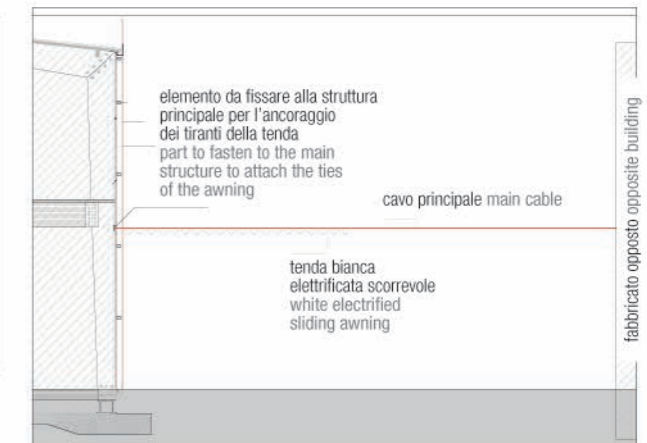 elemento da fissare alla struttura
principale per l'ancoraggio
dei tiranti della tenda
part to fasten to the main
structure to attach the ties
of the awning
cavo principale main cable
tenda bianca
elettrificata scorrevole
white electrified
sliding awning
fabbricato opposto opposite building